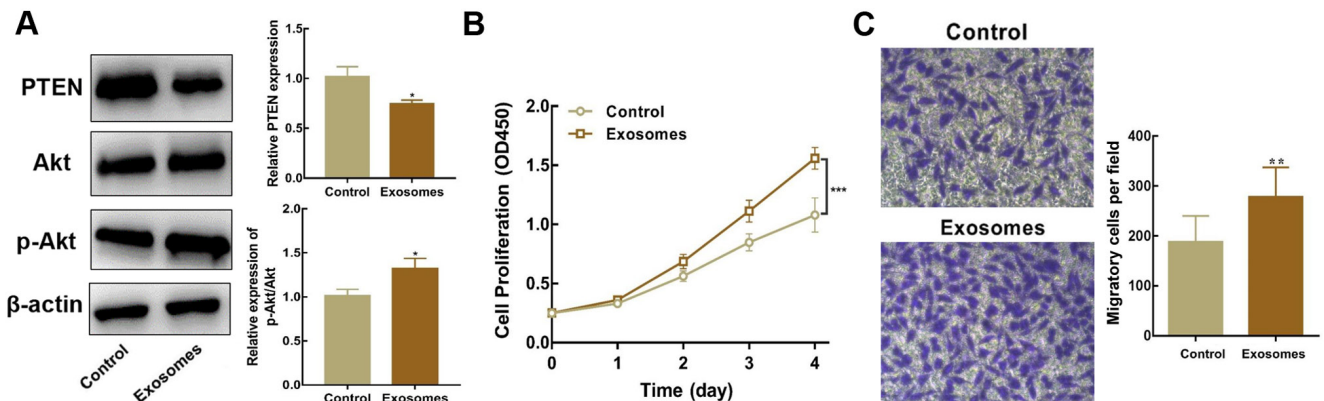 A
PTEN
Akt
p-Akt
β-actin
Control
Exosomes
Relative PTEN expression
1.5
1.0
0.5
0.0
*
Control
Exosomes
Relative expression of
p-Akt/Akt
2.0
1.5
1.0
0.5
0.0
*
Control
Exosomes
B
Cell Proliferation (OD450)
2.0
1.5
1.0
0.5
0.0
Control
Exosomes
***
0 1 2 3 4
Time (day)
C
Control
Exosomes
Migratory cells per field
400
300
200
100
0
**
Control
Exosomes